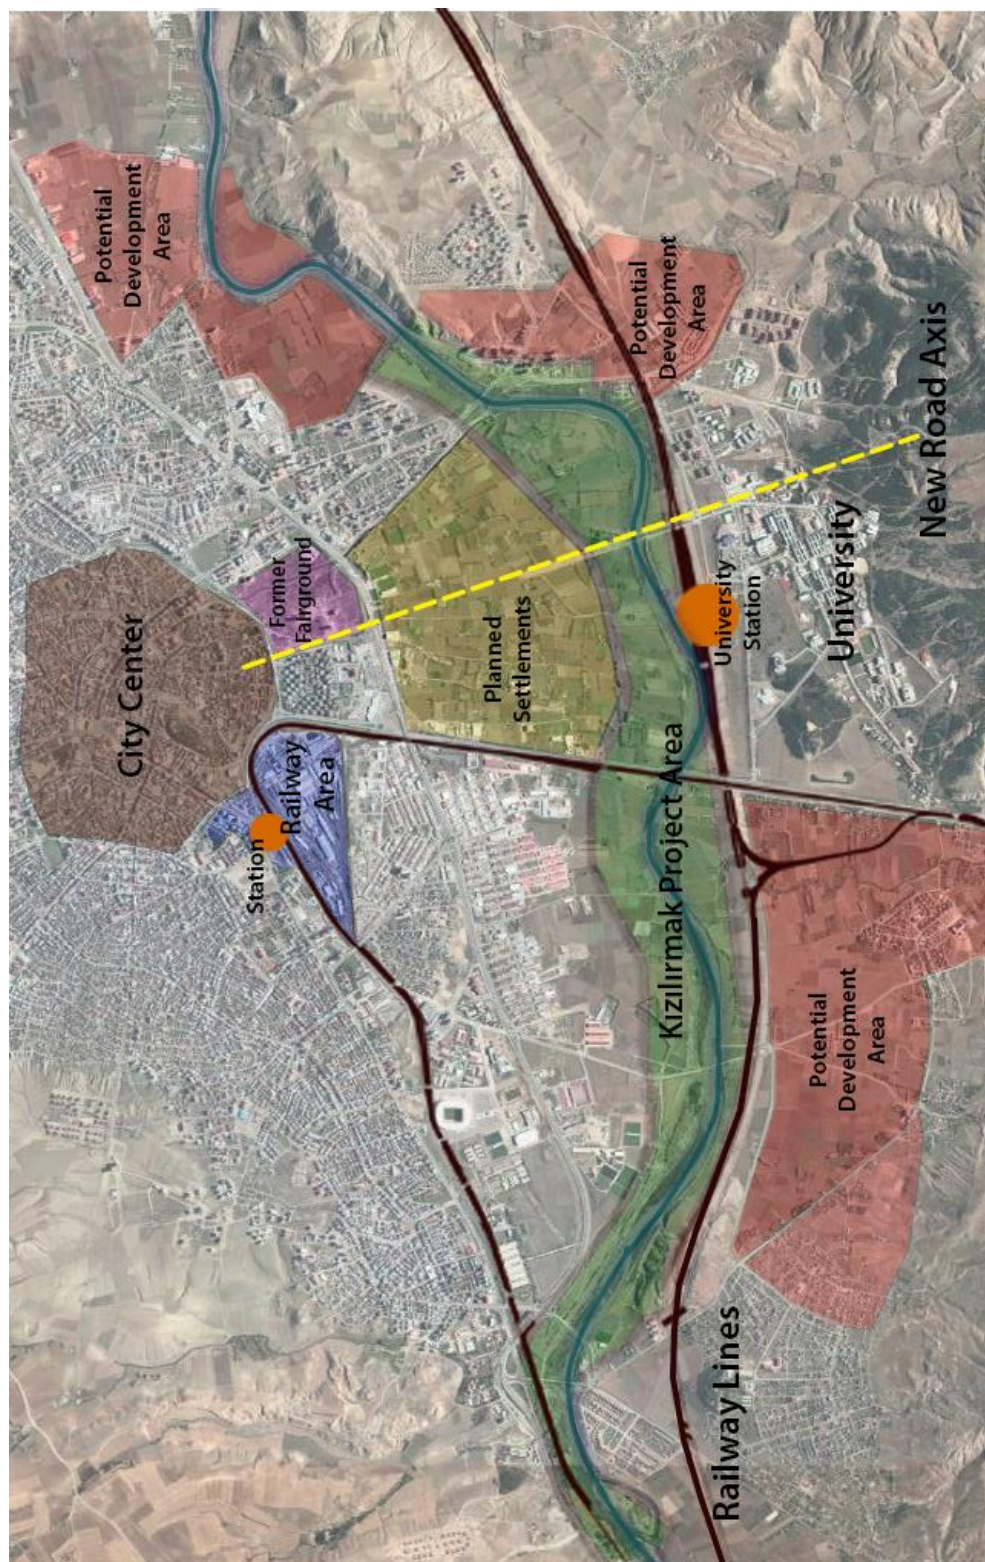 Potential
Development
Area
Potential
Development
Area
City Center
Former
Fairground
New Road Axis
Planned
Settlements
University
University
Station
Railway
Area
Station
Kızılırmak Project Area
Potential
Development
Area
Railway Lines